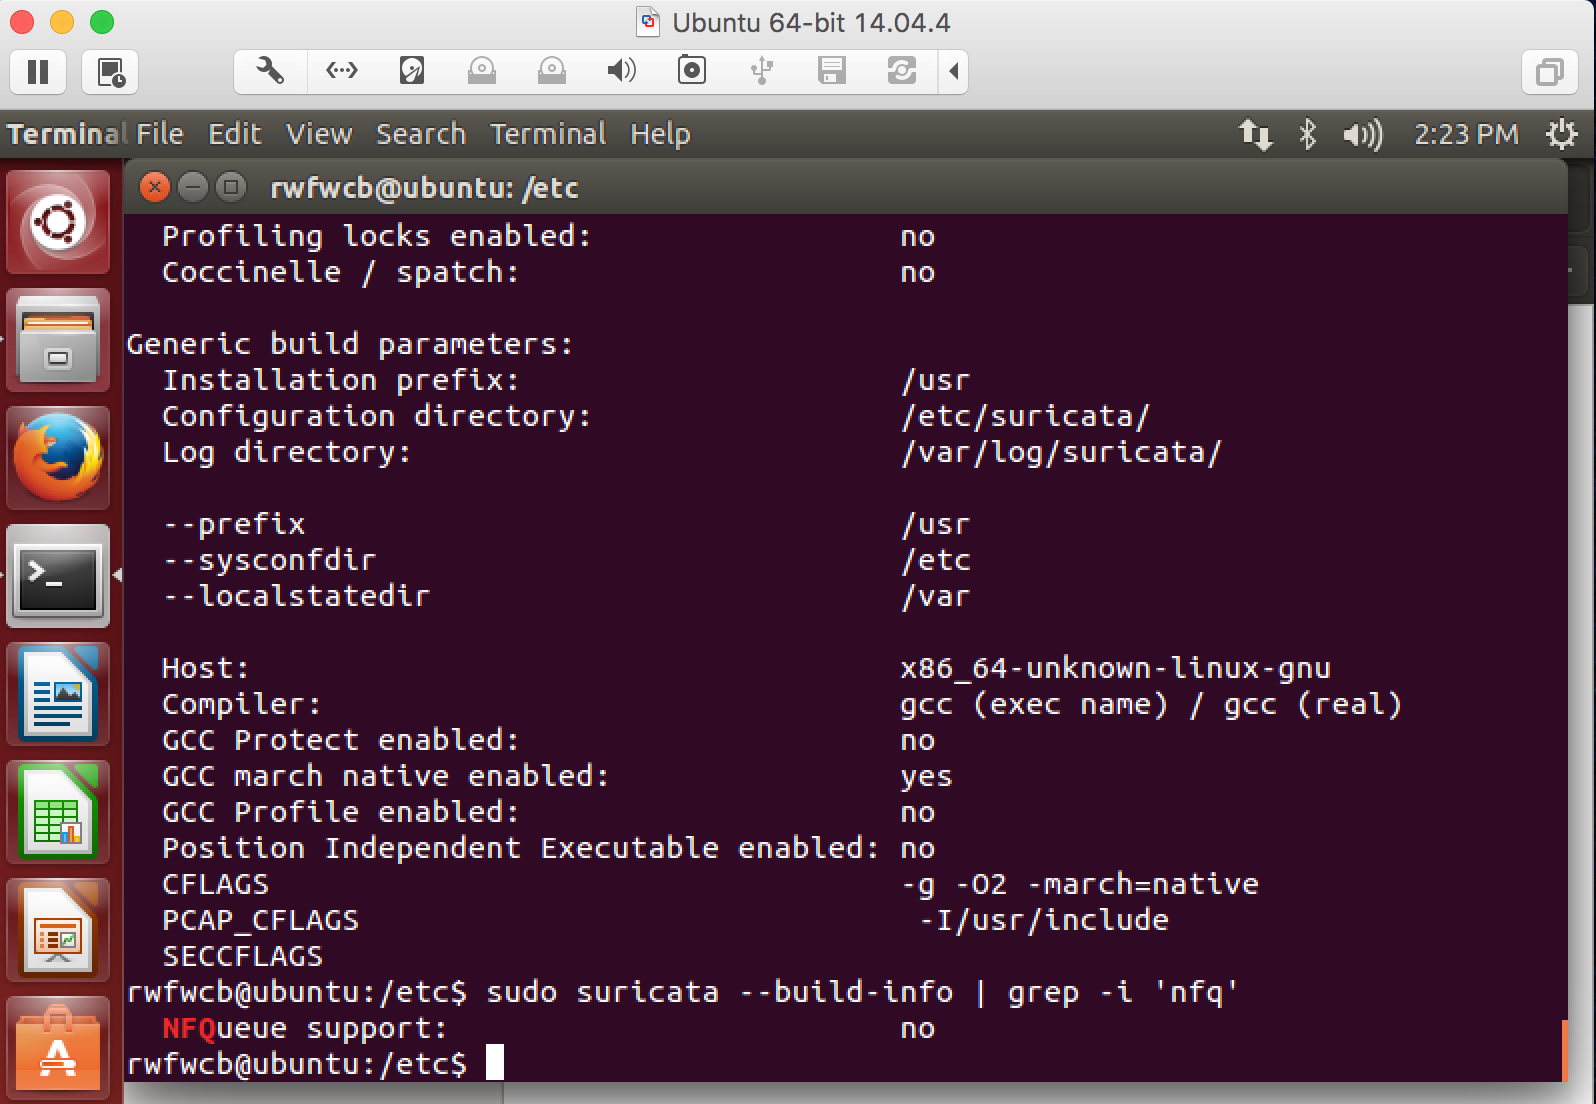 Ubuntu 64-bit 14.04.4
Terminal File Edit View Search Terminal Help 2:23 PM
rwfwcb@ubuntu: /etc
Profiling locks enabled: no
Coccinelle / spatch: no
Generic build parameters:
Installation prefix: /usr
Configuration directory: /etc/suricata/
Log directory: /var/log/suricata/
--prefix /usr
--sysconfdir /etc
--localstatedir /var
Host: x86_64-unknown-linux-gnu
Compiler: gcc (exec name) / gcc (real)
GCC Protect enabled: no
GCC march native enabled: yes
GCC Profile enabled: no
Position Independent Executable enabled: no
CFLAGS -g -O2 -march=native
PCAP_CFLAGS -I/usr/include
SECCFLAGS
rwfwcb@ubuntu:/etc$ sudo suricata --build-info | grep -i 'nfq'
NFQueue support: no
rwfwcb@ubuntu:/etc$